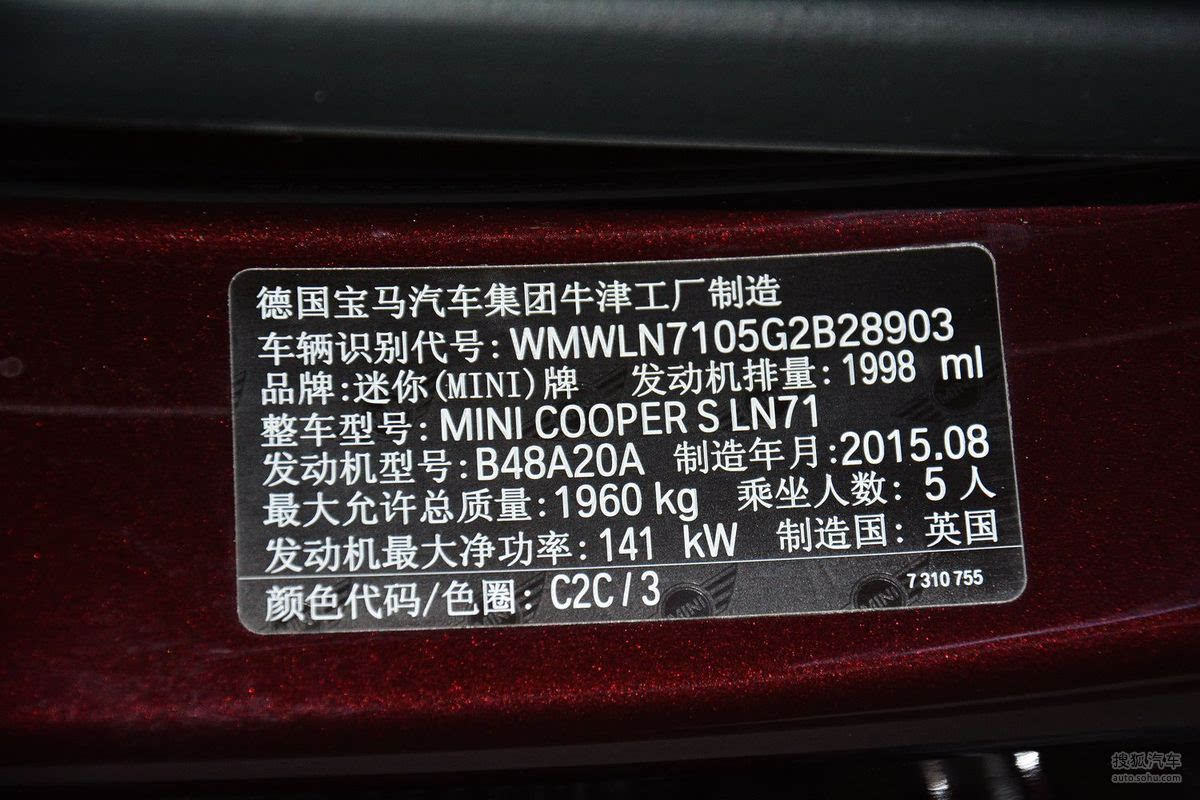 德国宝马汽车集团牛津工厂制造
车辆识别代号: WMWLN7105G2B28903
品牌:迷你(MINI)牌 发动机排量: 1998 ml
整车型号: MINI COOPER S LN71
发动机型号: B48A20A 制造年月:2015.08
最大允许总质量: 1960 kg 乘坐人数: 5 人
发动机最大净功率: 141 kW 制造国: 英国
颜色代码/色圈: C2C / 3 7 310 755
MINI MINI
搜狐汽车
auto.sohu.com